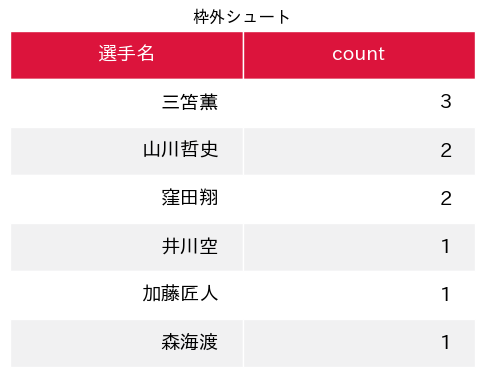 枠外シュート
選手名 count
三笘薫 3
山川哲史 2
窪田翔 2
井川空 1
加藤匠人 1
森海渡 1